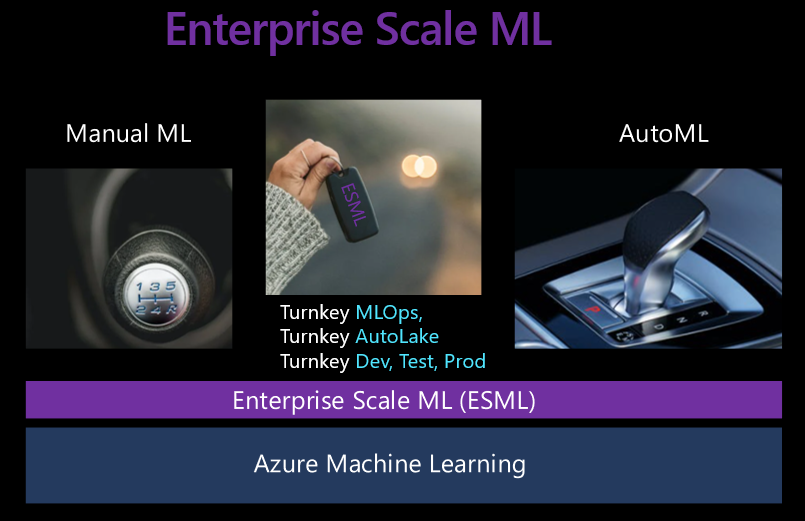 Enterprise Scale ML
Manual ML
AutoML
ESML
1 3 5
2 4 R
P
R
N
D
Turnkey MLOps,
Turnkey AutoLake
Turnkey Dev, Test, Prod
Enterprise Scale ML (ESML)
Azure Machine Learning